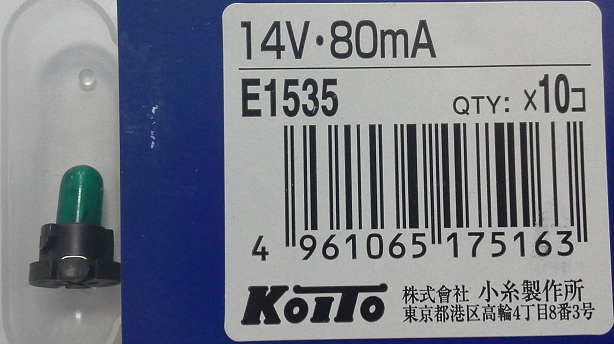 14V・80mA
E1535 QTY: X10コ
4 961065 175163
KOITO 株式會社 小糸製作所
東京都港区高輪4丁目8番3号